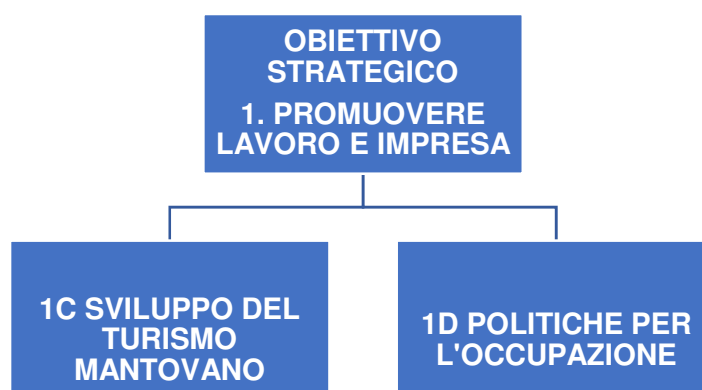 OBIETTIVO
STRATEGICO
1. PROMUOVERE
LAVORO E IMPRESA
1C SVILUPPO DEL
TURISMO
MANTOVANO
1D POLITICHE PER
L'OCCUPAZIONE